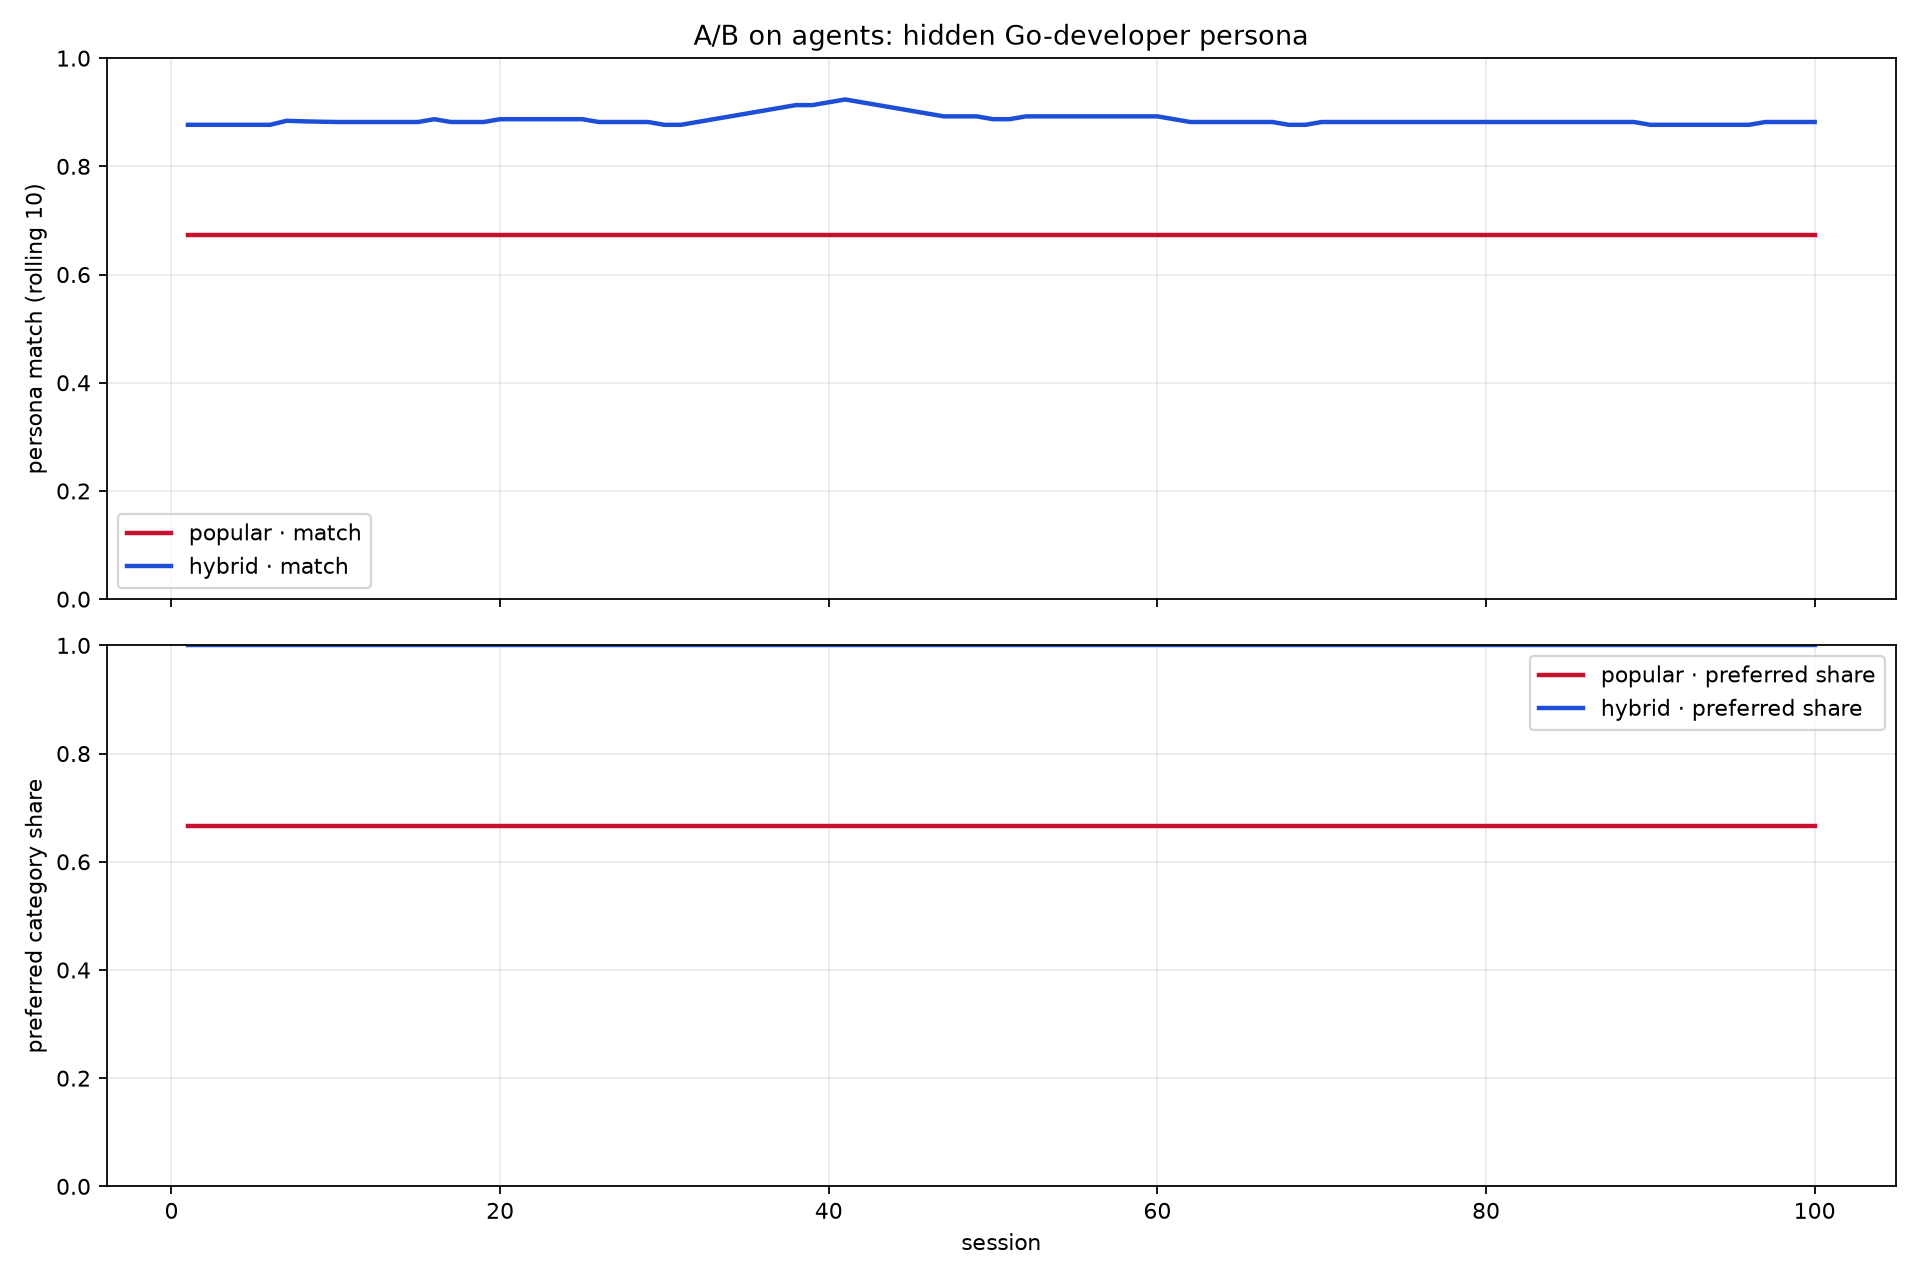 A/B on agents: hidden Go-developer persona
persona match (rolling 10)
1.0
0.8
0.6
0.4
0.2
0.0
popular · match
hybrid · match
preferred category share
1.0
0.8
0.6
0.4
0.2
0.0
popular · preferred share
hybrid · preferred share
0 20 40 60 80 100
session